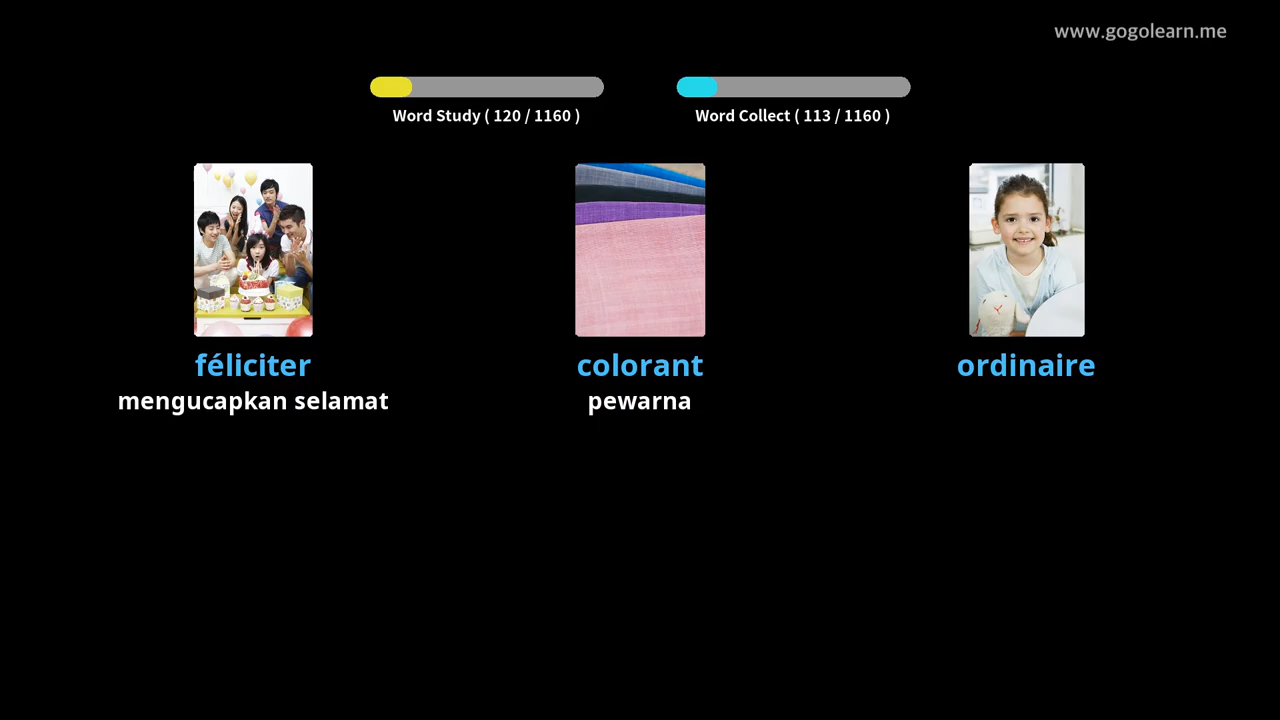 www.gogolearn.me
Word Study ( 120 / 1160 )
Word Collect ( 113 / 1160 )
féliciter
mengucapkan selamat
colorant
pewarna
ordinaire